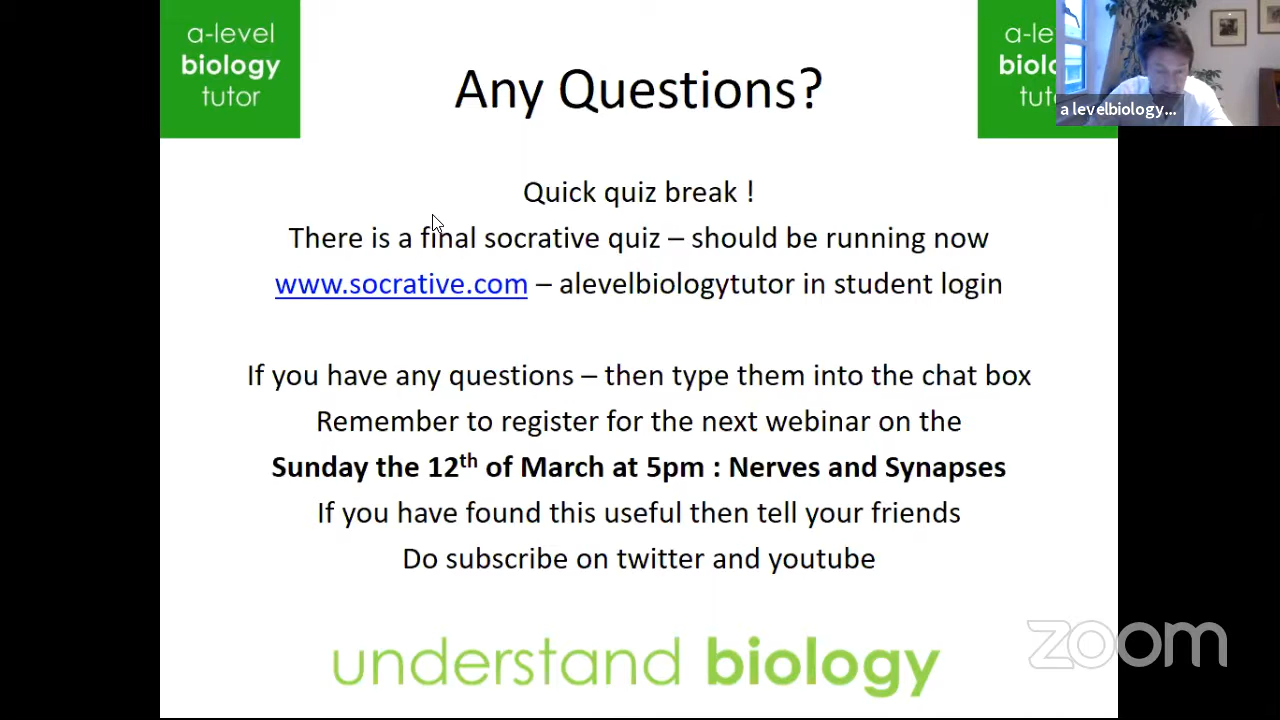 a-level
biology
tutor
Any Questions?
a levelbiology...
Quick quiz break !
There is a final socrative quiz – should be running now
www.socrative.com – alevelbiologytutor in student login
If you have any questions – then type them into the chat box
Remember to register for the next webinar on the
Sunday the 12th of March at 5pm : Nerves and Synapses
If you have found this useful then tell your friends
Do subscribe on twitter and youtube
understand biology
zoom